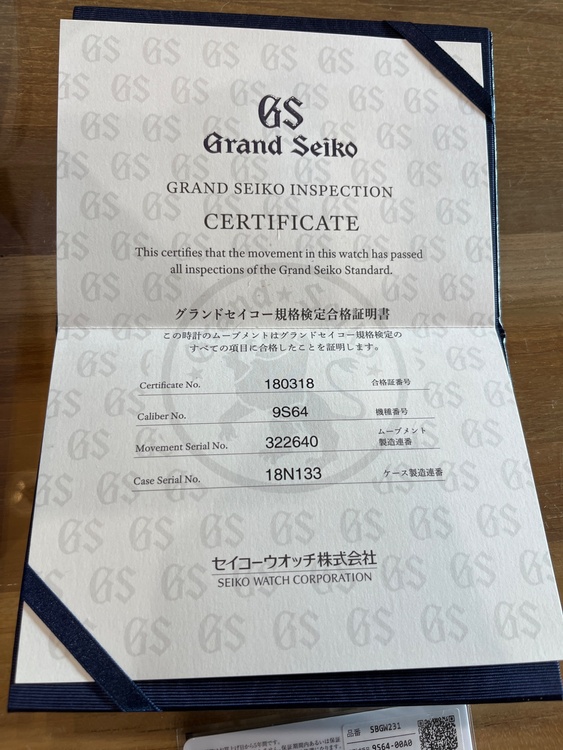 GS
Grand Seiko
GRAND SEIKO INSPECTION
CERTIFICATE
This certifies that the movement in this watch has passed
all inspections of the Grand Seiko Standard.
グランドセイコー規格検定合格証明書
この時計のムーブメントはグランドセイコー規格検定の
すべての項目に合格したことを証明します。
Certificate No. 180318 合格証番号
Caliber No. 9S64 機種番号
Movement Serial No. 322640 ムーブメント
製造連番
Case Serial No. 18N133 ケース製造連番
セイコーウオッチ株式会社
SEIKO WATCH CORPORATION
品番 SBGW231
9S64-00A0